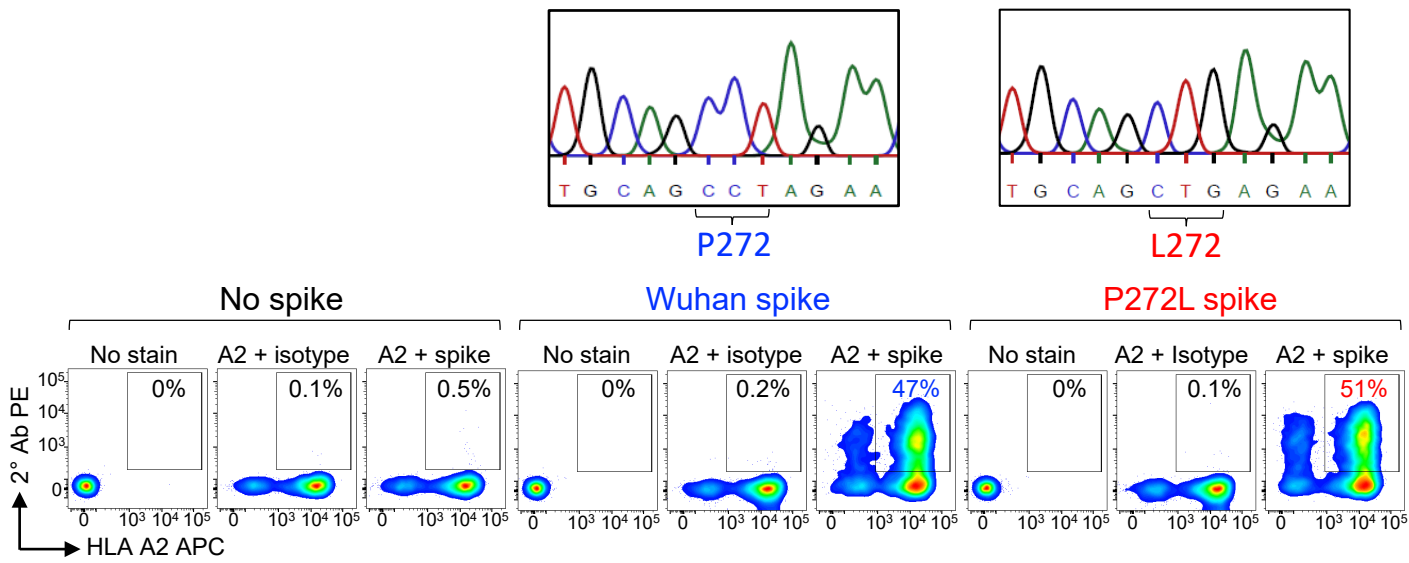 T G C A G C C T A G A A
T G C A G C T G A G A A
P272
L272
No spike
Wuhan spike
P272L spike
No stain
A2 + isotype
A2 + spike
No stain
A2 + isotype
A2 + spike
No stain
A2 + Isotype
A2 + spike
0%
0.1%
0.5%
0%
0.2%
47%
0%
0.1%
51%
2° Ab PE
10⁵
10⁴
10³
0
0 10³ 10⁴ 10⁵
0 10³ 10⁴ 10⁵
0 10³ 10⁴ 10⁵
0 10³ 10⁴ 10⁵
0 10³ 10⁴ 10⁵
0 10³ 10⁴ 10⁵
0 10³ 10⁴ 10⁵
0 10³ 10⁴ 10⁵
0 10³ 10⁴ 10⁵
HLA A2 APC